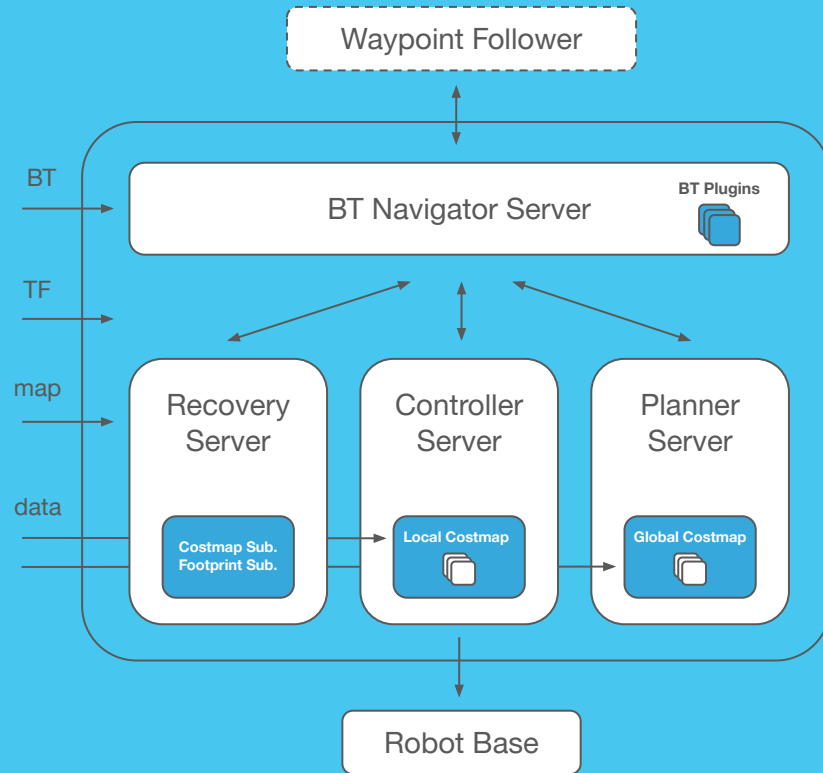 Waypoint Follower
BT
BT Navigator Server
BT Plugins
TF
map
data
Recovery
Server
Costmap Sub.
Footprint Sub.
Controller
Server
Local Costmap
Planner
Server
Global Costmap
Robot Base